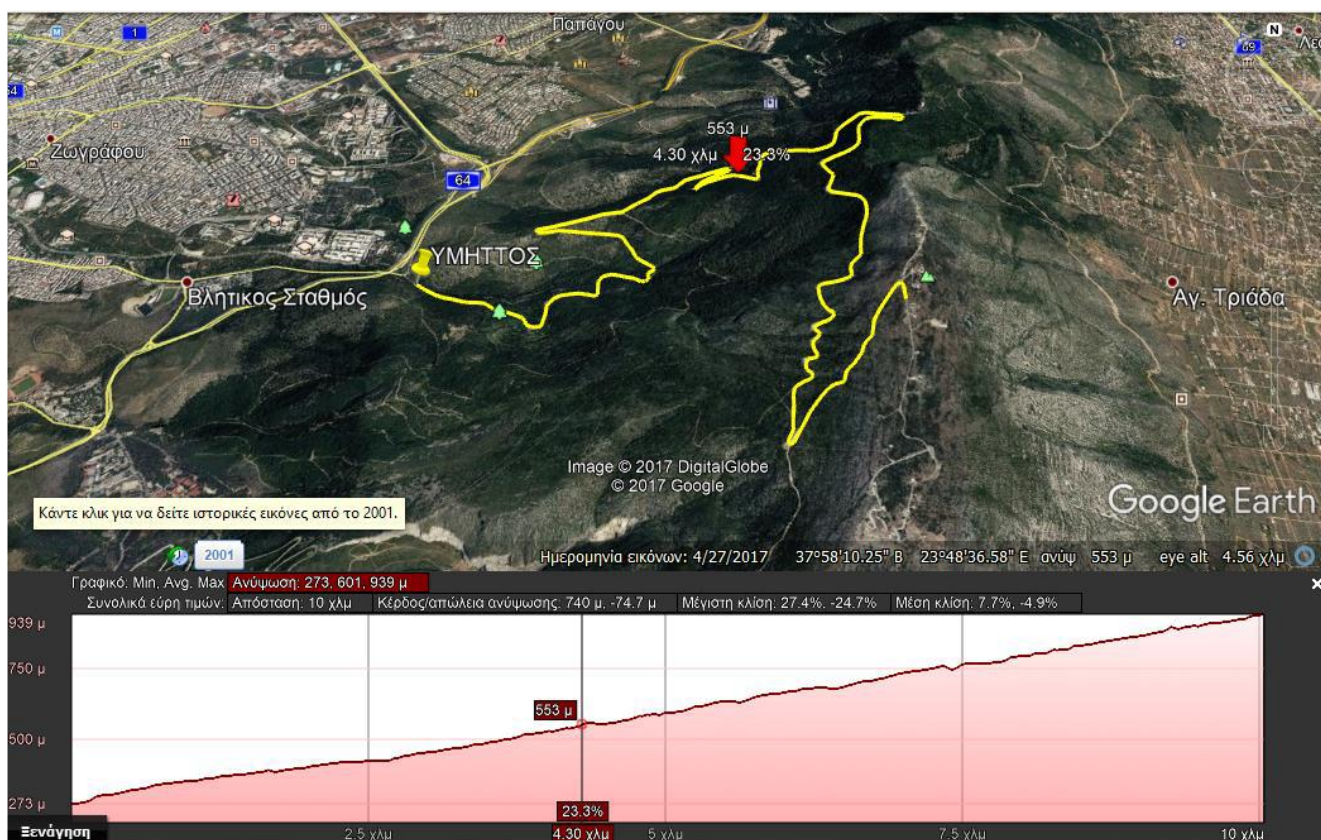 Παπάγου
1
N
69
64
Ζωγράφου
553 μ
4.30 χλμ 23.3%
64
ΥΜΗΤΤΟΣ
Βλητικος Σταθμός
Αγ. Τριάδα
Image © 2017 DigitalGlobe
© 2017 Google
Google Earth
Κάντε κλικ για να δείτε ιστορικές εικόνες από το 2001.
2001
Ημερομηνία εικόνων: 4/27/2017 37°58'10.25" B 23°48'36.58" E ανύψ 553 μ eye alt 4.56 χλμ
Γραφικό: Min, Avg. Max Ανύψωση: 273, 601, 939 μ
Συνολικά εύρη τιμών: Απόσταση: 10 χλμ Κέρδος/απώλεια ανύψωσης: 740 μ, -74.7 μ Μέγιστη κλίση: 27.4%, -24.7% Μέση κλίση: 7.7%, -4.9%
939 μ
750 μ
553 μ
500 μ
273 μ
23.3%
Ξενάγηση
2.5 χλμ 4.30 χλμ 5 χλμ 7.5 χλμ 10 χλμ